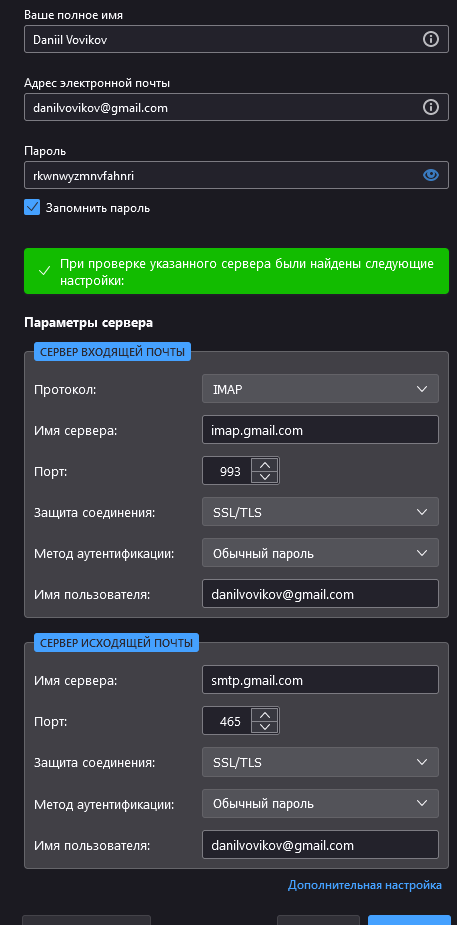 Ваше полное имя
Daniil Vovikov
Адрес электронной почты
danilvovikov@gmail.com
Пароль
rkwnwyzmnvfahnri
Запомнить пароль
При проверке указанного сервера были найдены следующие
настройки:
Параметры сервера
СЕРВЕР ВХОДЯЩЕЙ ПОЧТЫ
Протокол: IMAP
Имя сервера: imap.gmail.com
Порт: 993
Защита соединения: SSL/TLS
Метод аутентификации: Обычный пароль
Имя пользователя: danilvovikov@gmail.com
СЕРВЕР ИСХОДЯЩЕЙ ПОЧТЫ
Имя сервера: smtp.gmail.com
Порт: 465
Защита соединения: SSL/TLS
Метод аутентификации: Обычный пароль
Имя пользователя: danilvovikov@gmail.com
Дополнительная настройка